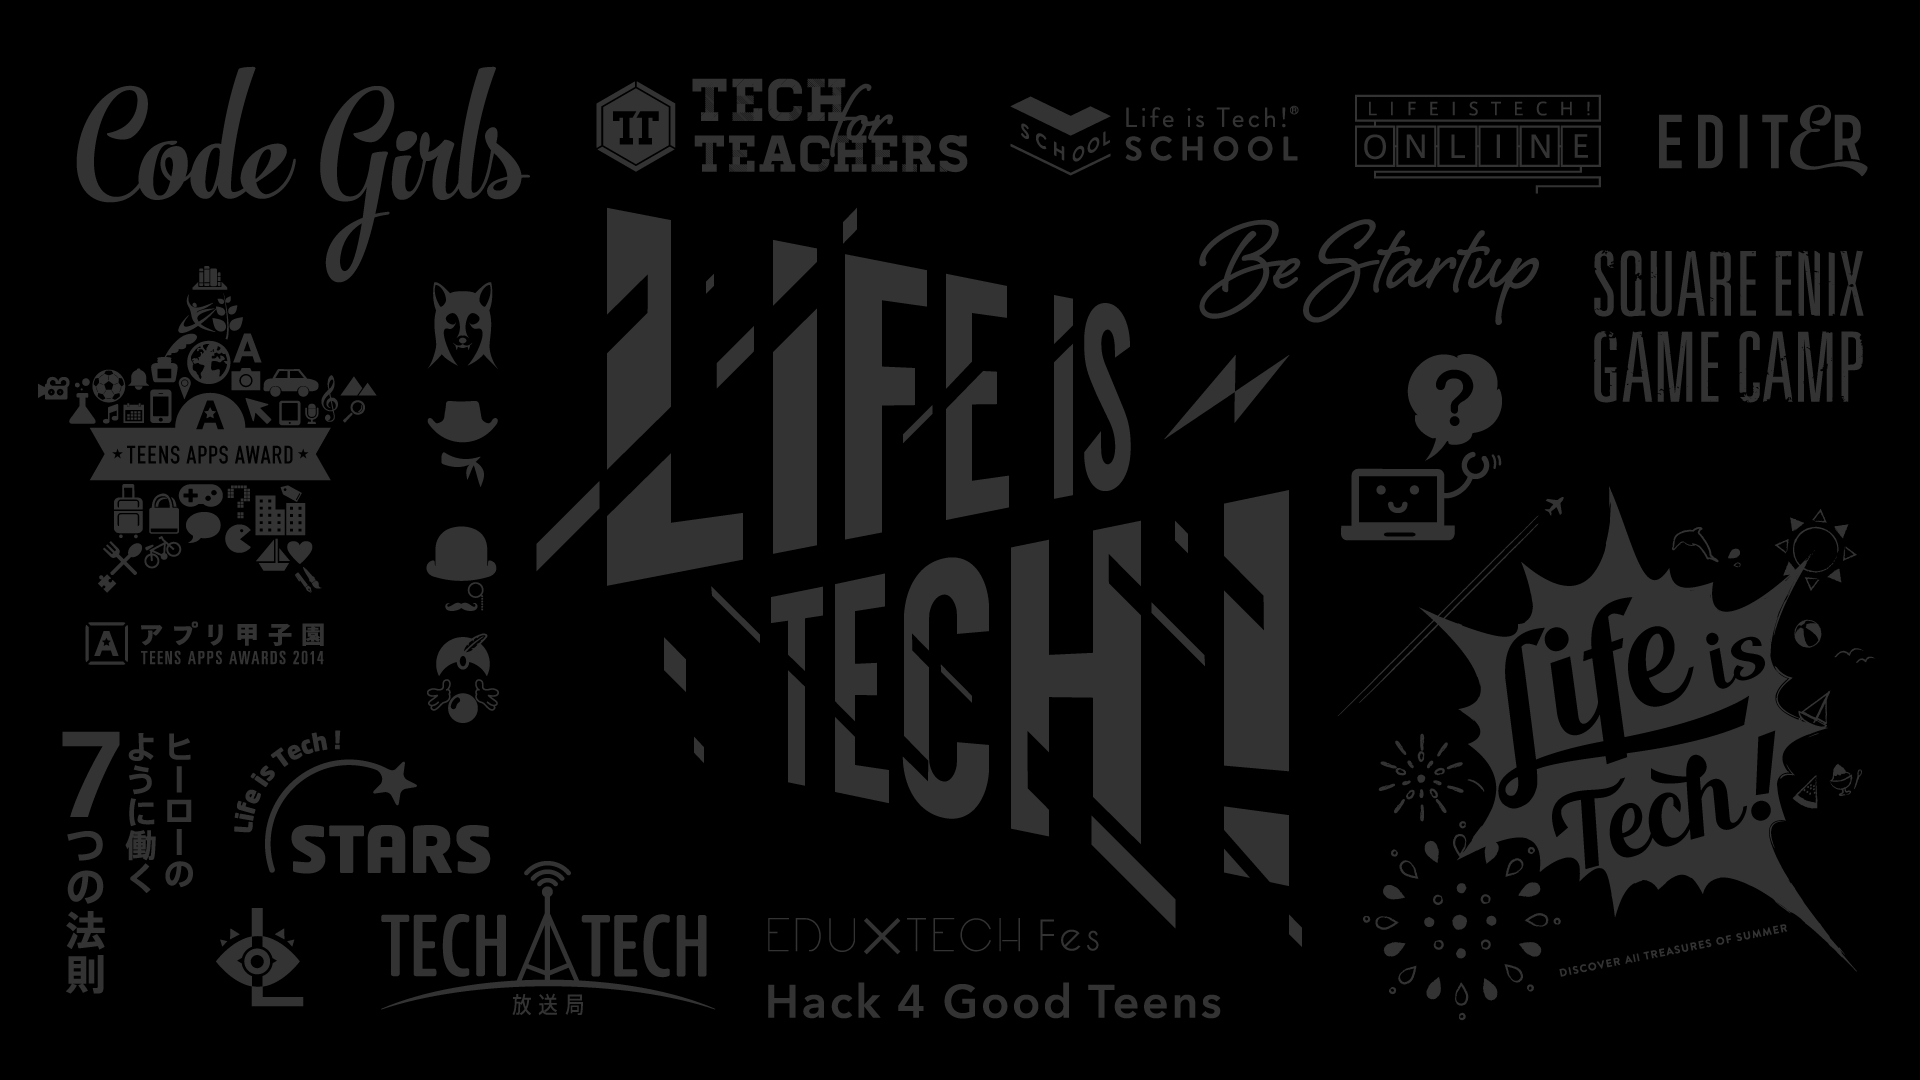 Code Girls
TT
TECH for
TEACHERS
SCHOOL
Life is Tech!®
SCHOOL
LIFEISTECH!
ONLINE
EDITER
LiFE iS
TECH!
Be Startup
SQUARE ENIX
GAME CAMP
?
A
A
★TEENS APPS AWARD★
?
A
アプリ甲子園
TEENS APPS AWARDS 2014
ヒーローの
ように働く
7つの法則
Life is Tech!
STARS
TECH TECH
放送局
EDU×TECH Fes
Hack 4 Good Teens
Life is
Tech!
DISCOVER All TREASURES OF SUMMER